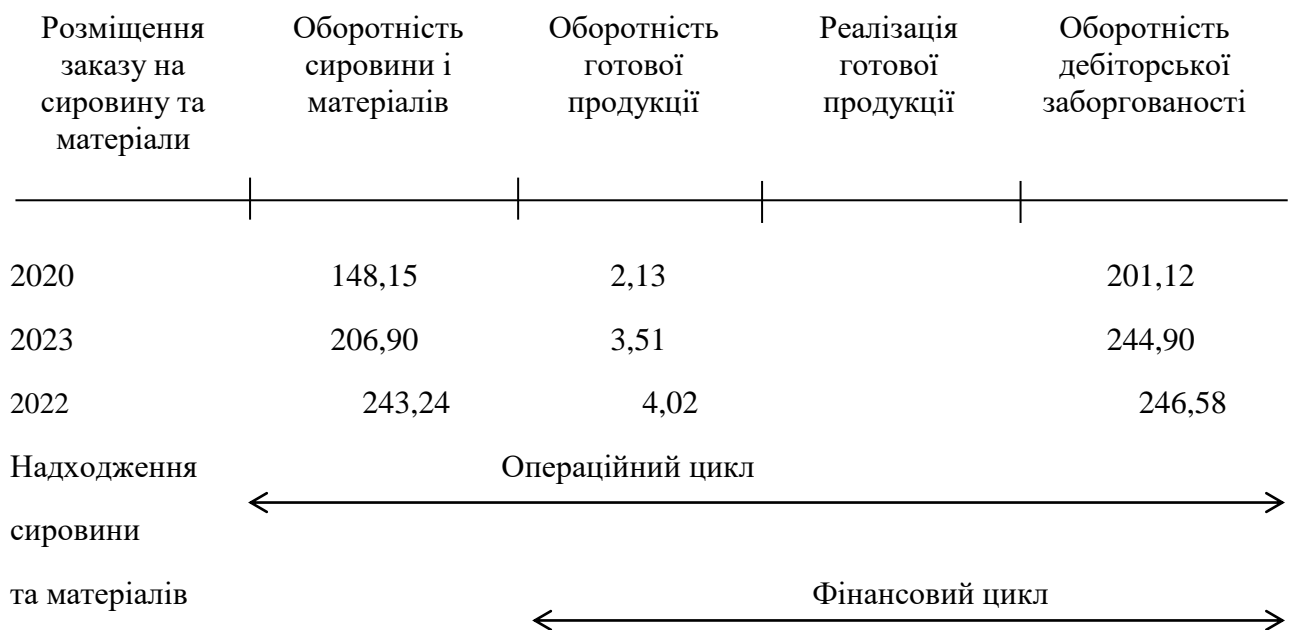 Розміщення
заказу на
сировину та
матеріали
Оборотність
сировини і
матеріалів
Оборотність
готової
продукції
Реалізація
готової
продукції
Оборотність
дебіторської
заборгованості
2020 148,15 2,13 201,12
2023 206,90 3,51 244,90
2022 243,24 4,02 246,58
Надходження Операційний цикл
сировини
та матеріалів Фінансовий цикл